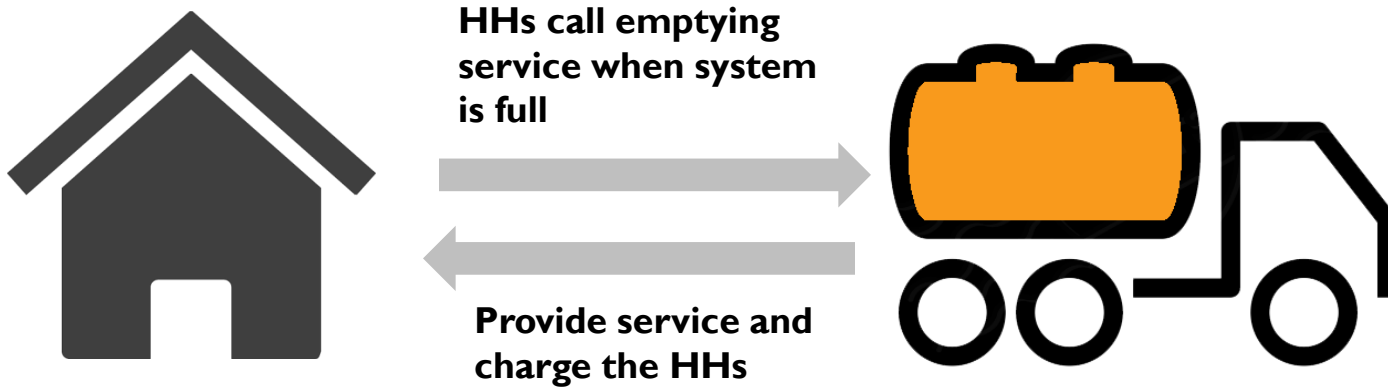 HHs call emptying
service when system
is full
Provide service and
charge the HHs